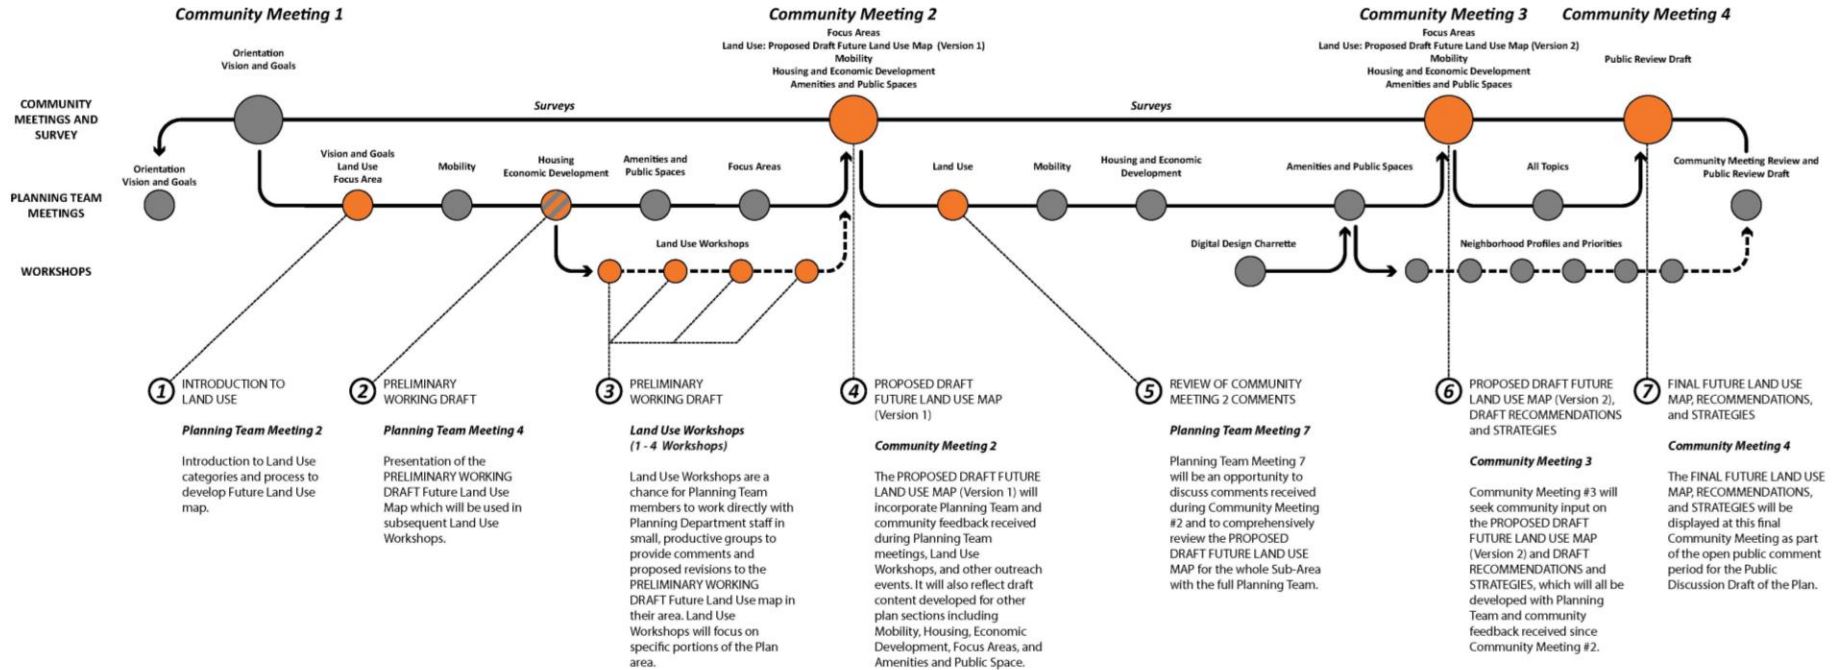 Community Meeting 1
Orientation
Vision and Goals
Community Meeting 2
Focus Areas
Land Use: Proposed Draft Future Land Use Map (Version 1)
Mobility
Housing and Economic Development
Amenities and Public Spaces
Community Meeting 3
Focus Areas
Land Use: Proposed Draft Future Land Use Map (Version 2)
Mobility
Housing and Economic Development
Amenities and Public Spaces
Community Meeting 4
Public Review Draft
COMMUNITY
MEETINGS AND
SURVEY
Surveys
Surveys
PLANNING TEAM
MEETINGS
Orientation
Vision and Goals
Vision and Goals
Land Use
Focus Area
Mobility
Housing
Economic Development
Amenities and
Public Spaces
Focus Areas
Land Use
Mobility
Housing and Economic
Development
Amenities and Public Spaces
All Topics
Community Meeting Review and
Public Review Draft
WORKSHOPS
Land Use Workshops
Digital Design Charrette
Neighborhood Profiles and Priorities
1
INTRODUCTION TO
LAND USE
Planning Team Meeting 2
Introduction to Land Use
categories and process to
develop Future Land Use
map.
2
PRELIMINARY
WORKING DRAFT
Planning Team Meeting 4
Presentation of the
PRELIMINARY WORKING
DRAFT Future Land Use
Map which will be used in
subsequent Land Use
Workshops.
3
PRELIMINARY
WORKING DRAFT
Land Use Workshops
(1 - 4 Workshops)
Land Use Workshops are a
chance for Planning Team
members to work directly with
Planning Department staff in
small, productive groups to
provide comments and
proposed revisions to the
PRELIMINARY WORKING
DRAFT Future Land Use map in
their area. Land Use
Workshops will focus on
specific portions of the Plan
area.
4
PROPOSED DRAFT
FUTURE LAND USE MAP
(Version 1)
Community Meeting 2
The PROPOSED DRAFT FUTURE
LAND USE MAP (Version 1) will
incorporate Planning Team and
community feedback received
during Planning Team
meetings, Land Use
Workshops, and other outreach
events. It will also reflect draft
content developed for other
plan sections including
Mobility, Housing, Economic
Development, Focus Areas, and
Amenities and Public Space.
5
REVIEW OF COMMUNITY
MEETING 2 COMMENTS
Planning Team Meeting 7
Planning Team Meeting 7
will be an opportunity to
discuss comments received
during Community Meeting
#2 and to comprehensively
review the PROPOSED
DRAFT FUTURE LAND USE
MAP for the whole Sub-Area
with the full Planning Team.
6
PROPOSED DRAFT FUTURE
LAND USE MAP (Version 2),
DRAFT RECOMMENDATIONS
and STRATEGIES
Community Meeting 3
Community Meeting #3 will
seek community input on
the PROPOSED DRAFT
FUTURE LAND USE MAP
(Version 2) and DRAFT
RECOMMENDATIONS and
STRATEGIES, which will all be
developed with Planning
Team and community
feedback received since
Community Meeting #2.
7
FINAL FUTURE LAND USE
MAP, RECOMMENDATIONS,
and STRATEGIES
Community Meeting 4
The FINAL FUTURE LAND USE
MAP, RECOMMENDATIONS,
and STRATEGIES will be
displayed at this final
Community Meeting as part
of the open public comment
period for the Public
Discussion Draft of the Plan.